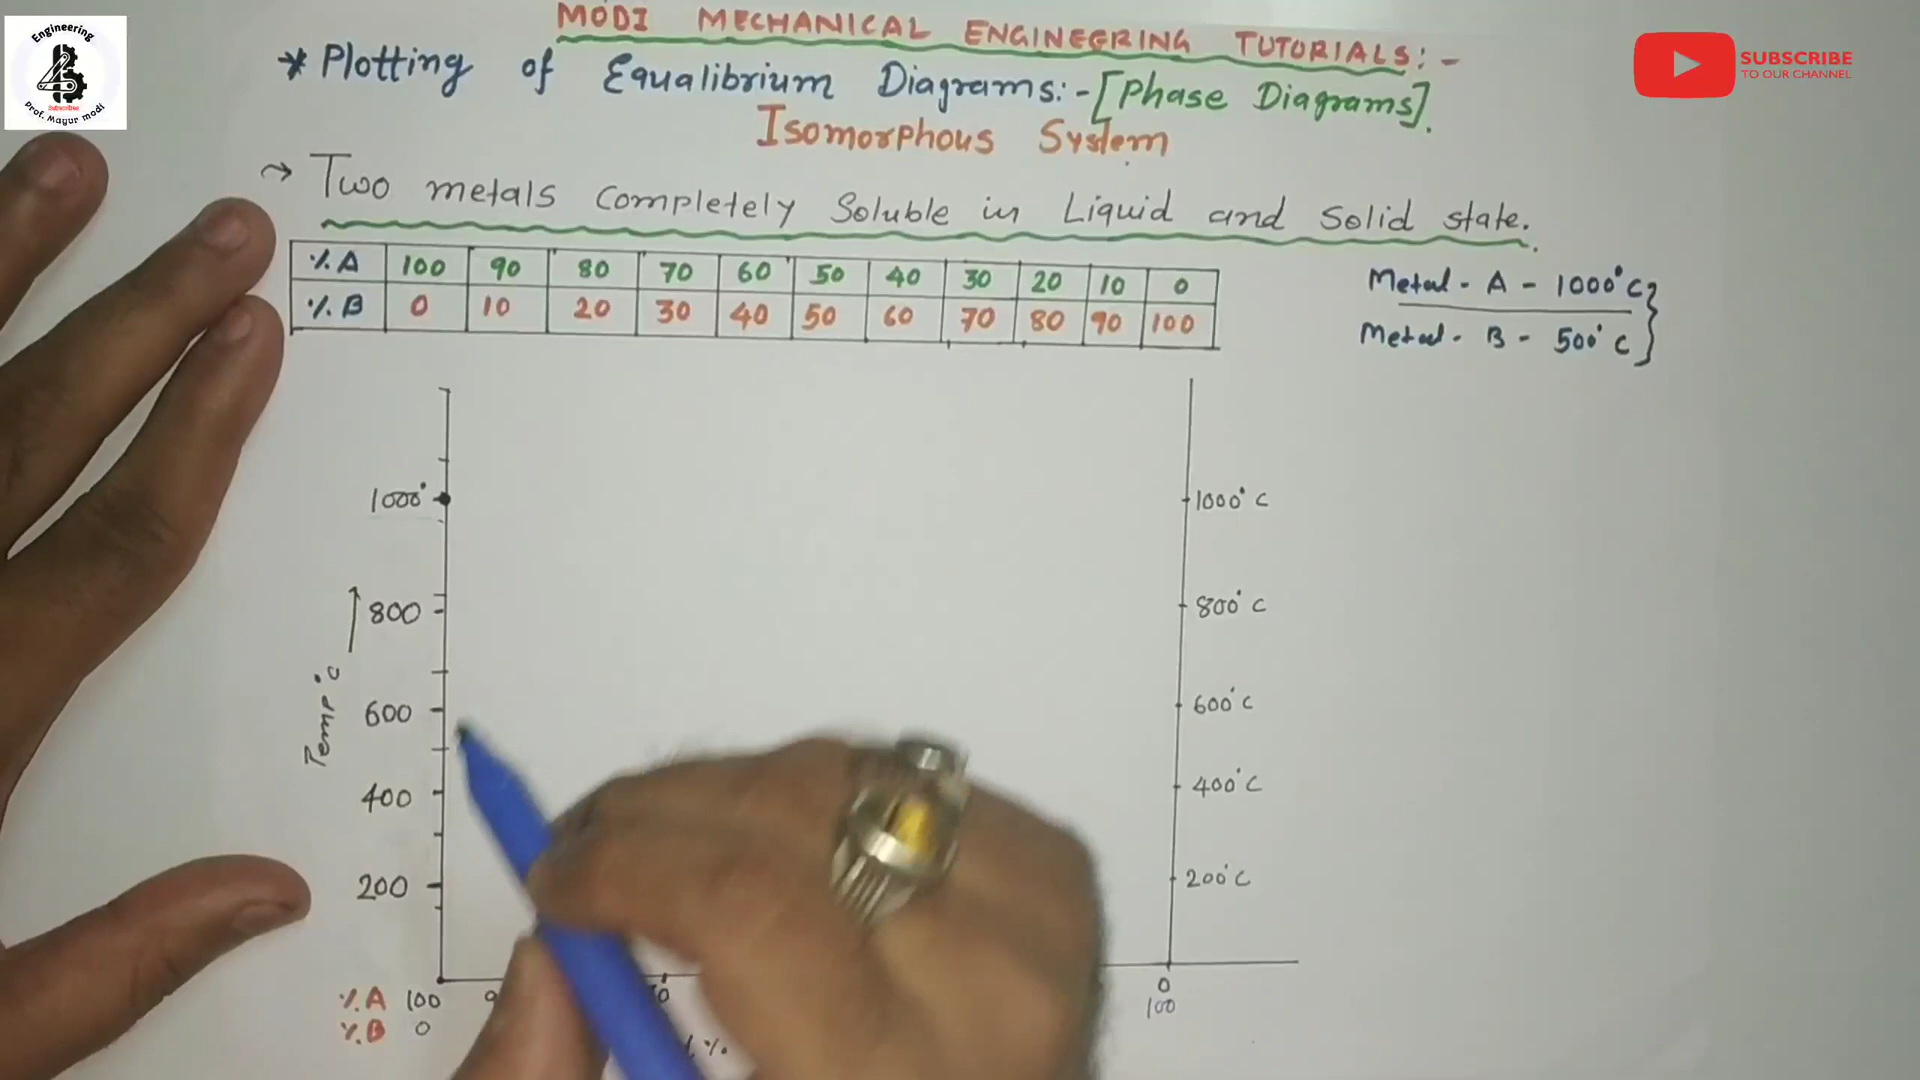 MODI MECHANICAL ENGINEERING TUTORIALS:-
* Plotting of Equalibrium Diagrams:-[Phase Diagrams].
Isomorphous System
→ Two metals Completely Soluble in Liquid and Solid state.
%A 100 90 80 70 60 50 40 30 20 10 0
%B 0 10 20 30 40 50 60 70 80 90 100
Metal - A - 1000°C
Metal - B - 500°C
1000°
800
600
400
200
Temp°C
1000°C
800°C
600°C
400°C
200°C
%A 100
%B 0
%
0
100
Engineering
Subscribe
Prof. Mayur modi
SUBSCRIBE
TO OUR CHANNEL